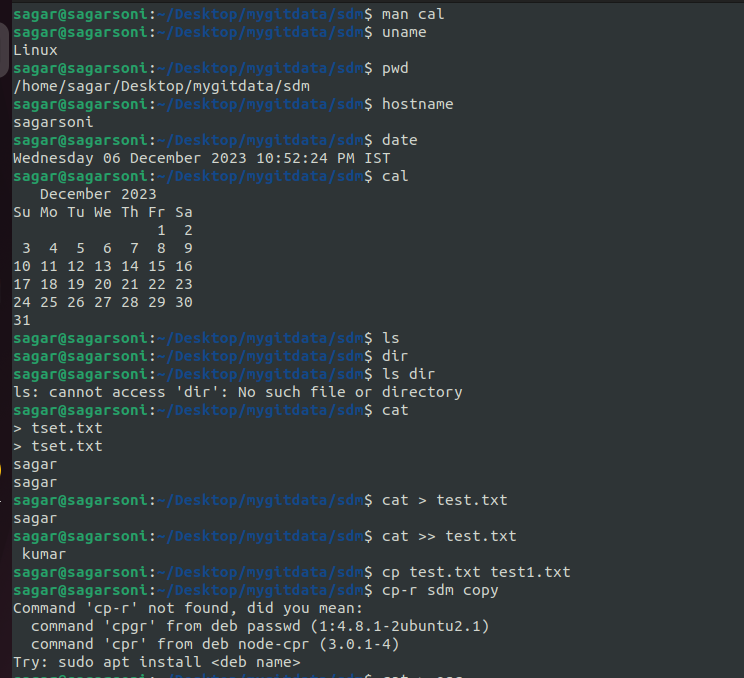 sagar@sagarsoni:~/Desktop/mygitdata/sdm$ man cal
sagar@sagarsoni:~/Desktop/mygitdata/sdm$ uname
Linux
sagar@sagarsoni:~/Desktop/mygitdata/sdm$ pwd
/home/sagar/Desktop/mygitdata/sdm
sagar@sagarsoni:~/Desktop/mygitdata/sdm$ hostname
sagarsoni
sagar@sagarsoni:~/Desktop/mygitdata/sdm$ date
Wednesday 06 December 2023 10:52:24 PM IST
sagar@sagarsoni:~/Desktop/mygitdata/sdm$ cal
   December 2023
Su Mo Tu We Th Fr Sa
                1  2
 3  4  5  6  7  8  9
10 11 12 13 14 15 16
17 18 19 20 21 22 23
24 25 26 27 28 29 30
31
sagar@sagarsoni:~/Desktop/mygitdata/sdm$ ls
sagar@sagarsoni:~/Desktop/mygitdata/sdm$ dir
sagar@sagarsoni:~/Desktop/mygitdata/sdm$ ls dir
ls: cannot access 'dir': No such file or directory
sagar@sagarsoni:~/Desktop/mygitdata/sdm$ cat
> tset.txt
> tset.txt
sagar
sagar
sagar@sagarsoni:~/Desktop/mygitdata/sdm$ cat > test.txt
sagar
sagar@sagarsoni:~/Desktop/mygitdata/sdm$ cat >> test.txt
 kumar
sagar@sagarsoni:~/Desktop/mygitdata/sdm$ cp test.txt test1.txt
sagar@sagarsoni:~/Desktop/mygitdata/sdm$ cp-r sdm copy
Command 'cp-r' not found, did you mean:
  command 'cpgr' from deb passwd (1:4.8.1-2ubuntu2.1)
  command 'cpr' from deb node-cpr (3.0.1-4)
Try: sudo apt install <deb name>